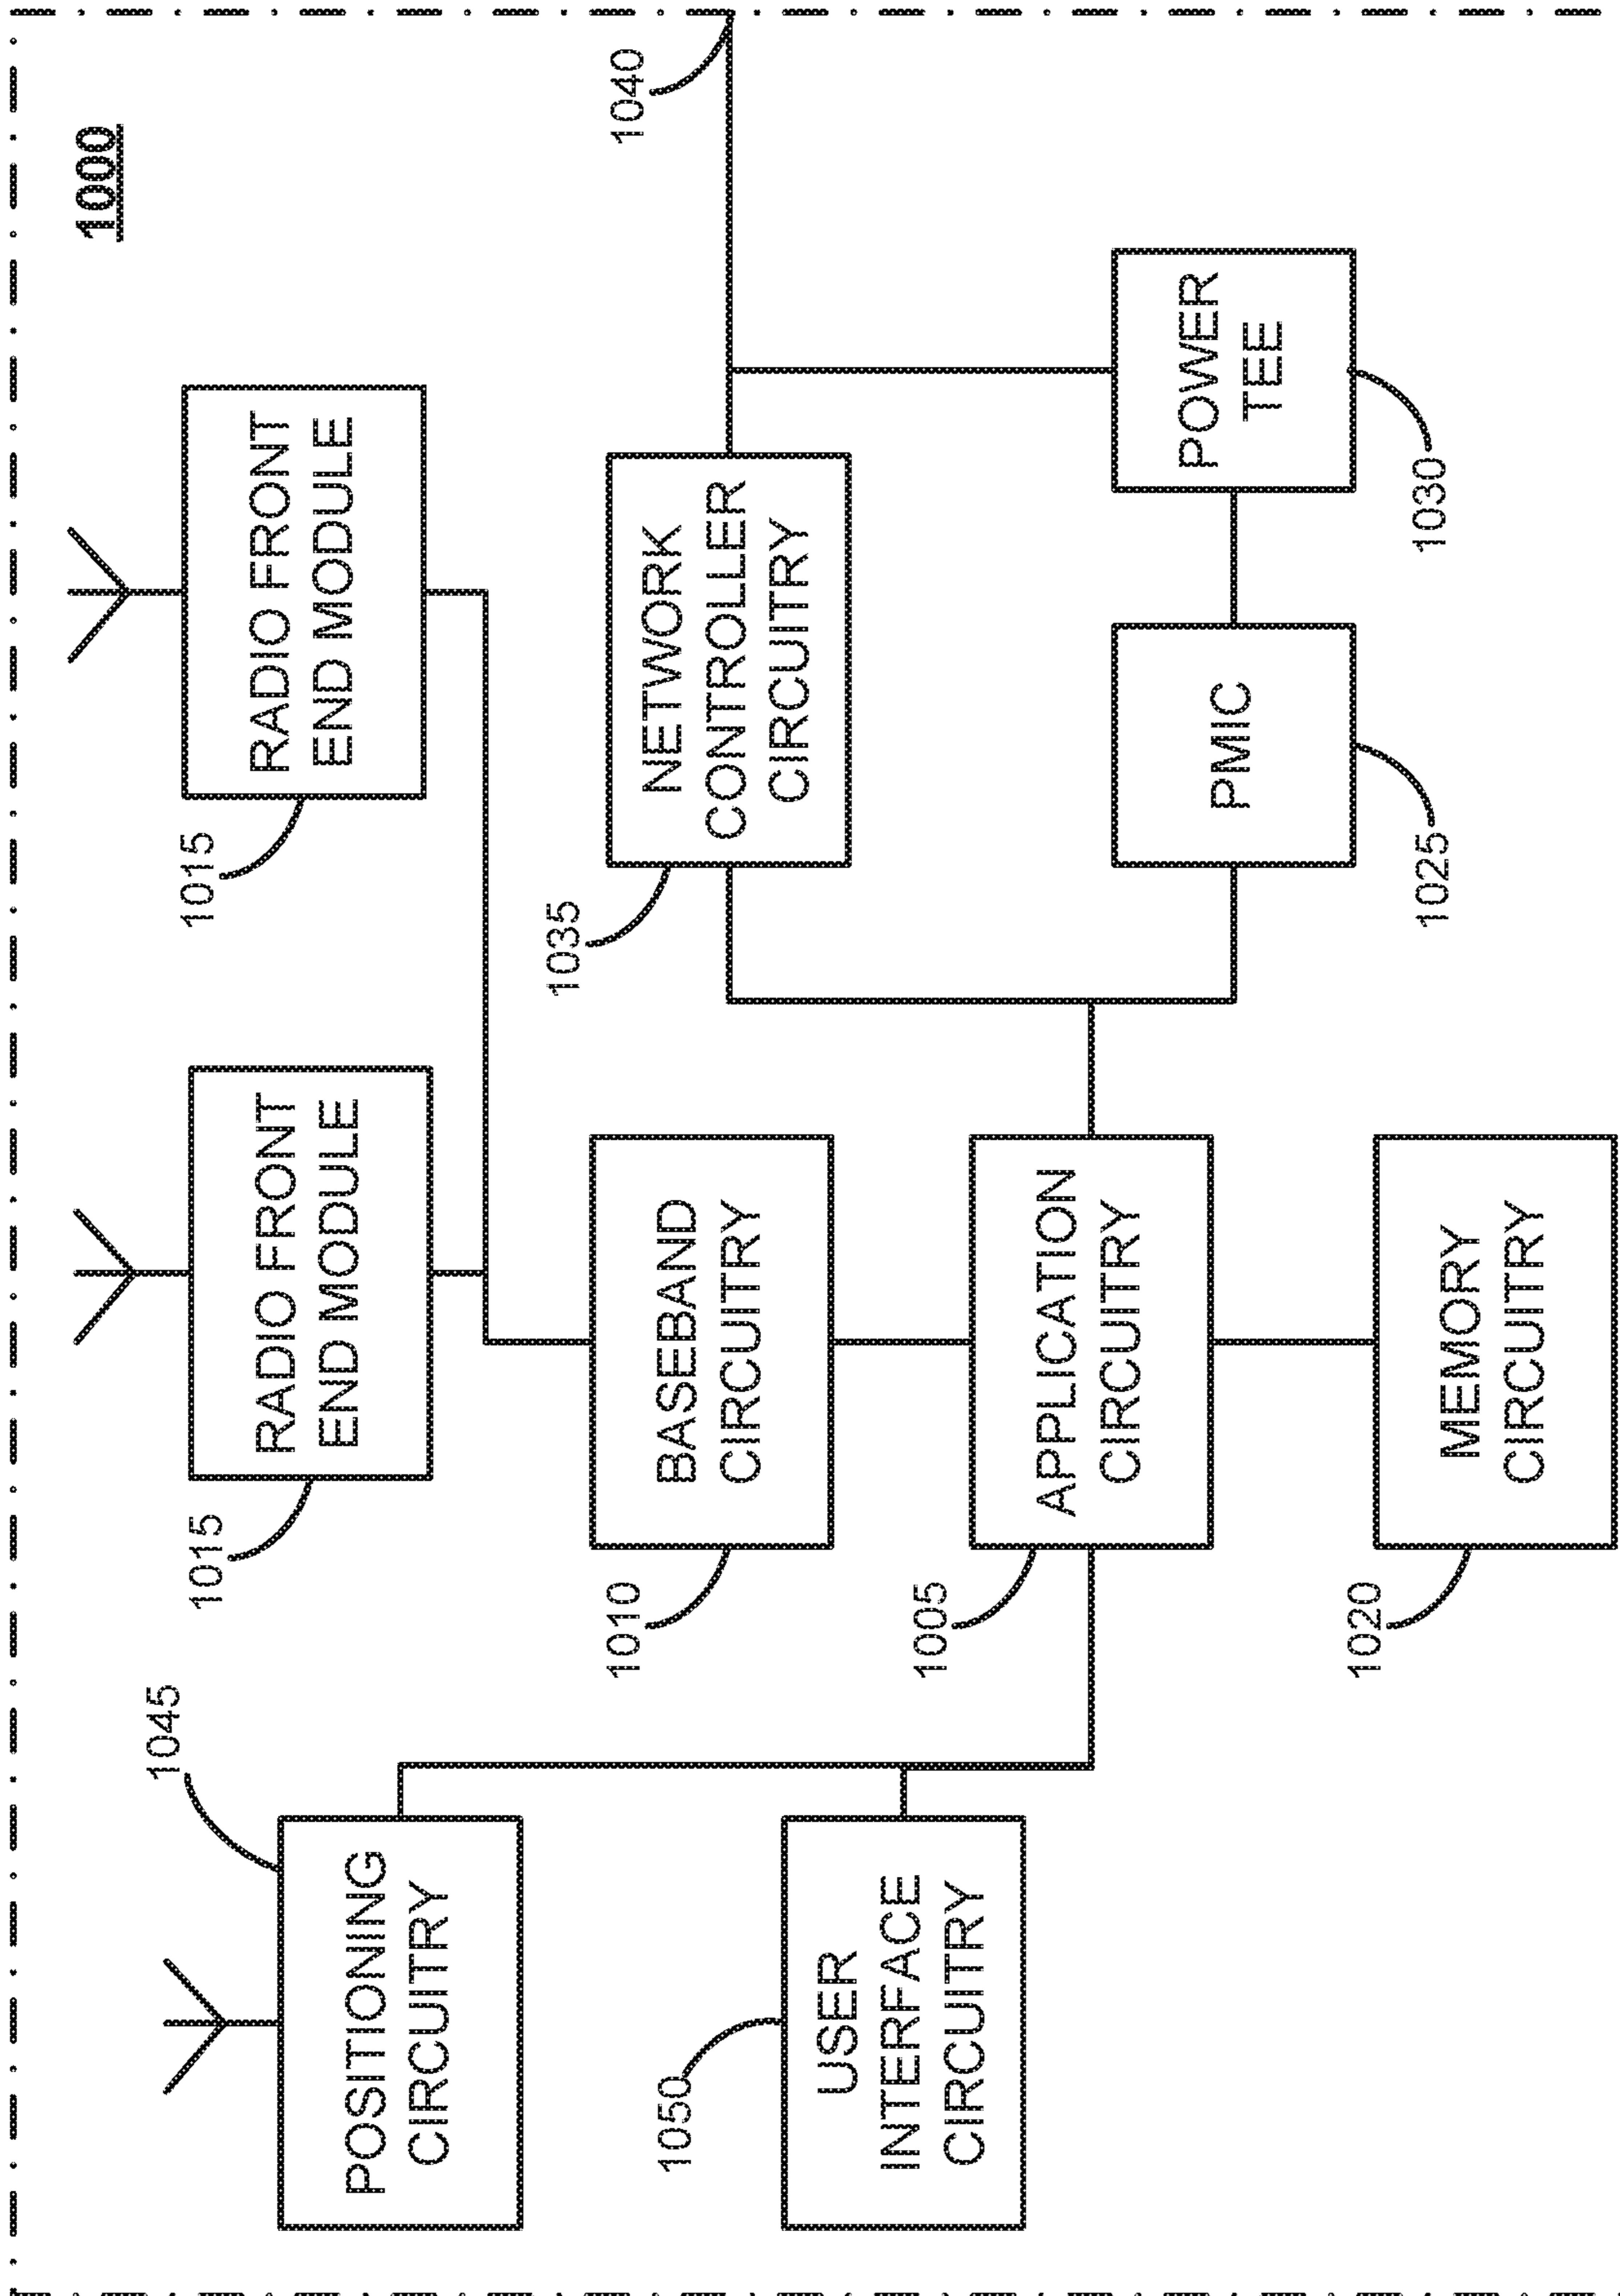 1000
RADIO FRONT
END MODULE
1015
RADIO FRONT
END MODULE
1015
POSITIONING
CIRCUITRY
1045
1040
NETWORK
CONTROLLER
CIRCUITRY
1035
BASEBAND
CIRCUITRY
1010
USER
INTERFACE
CIRCUITRY
1050
APPLICATION
CIRCUITRY
1005
POWER
TEE
1030
PMIC
1025
MEMORY
CIRCUITRY
1020